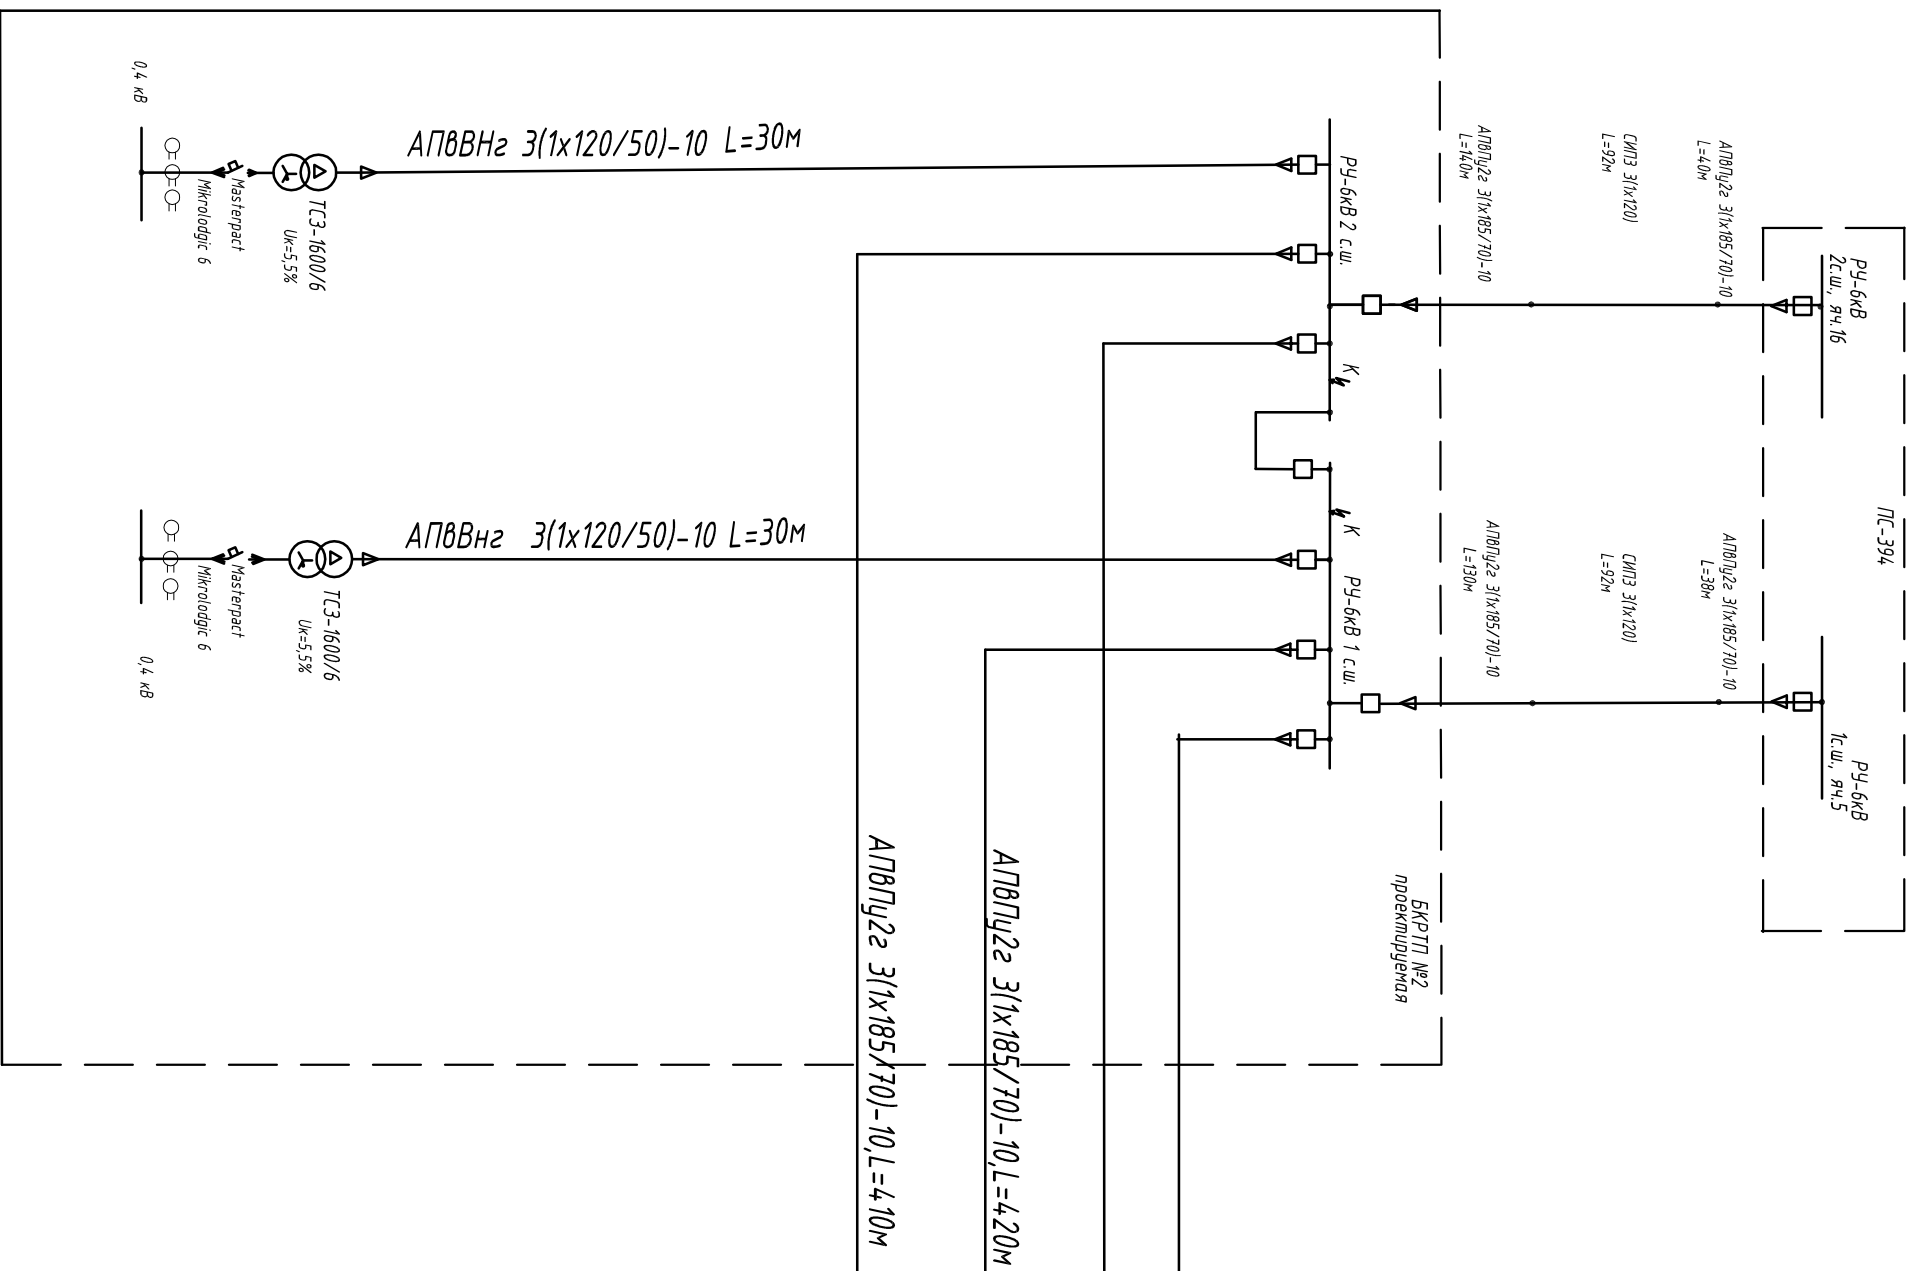 РУ-6кВ
2с.ш., яч.16
ПС-394
РУ-6кВ
1с.ш., яч.5
АПвПу2г 3(1х185/70)-10
L=40м
СИП3 3(1х120)
L=92м
АПвПу2г 3(1х185/70)-10
L=140м
АПвПу2г 3(1х185/70)-10
L=38м
СИП3 3(1х120)
L=92м
АПвПу2г 3(1х185/70)-10
L=130м
БКРТП №2
проектируемая
РУ-6кВ 2 с.ш.
К
К
РУ-6кВ 1 с.ш.
АПвВНг 3(1х120/50)-10 L=30м
АПвВнг 3(1х120/50)-10 L=30м
АПвПу2г 3(1х185/70)-10,L=420м
АПвПу2г 3(1х185/70)-10,L=410м
ТСЗ-1600/6
Uк=5,5%
Masterpact
Mikrolodgic 6
0,4 кВ
ТСЗ-1600/6
Uк=5,5%
Masterpact
Mikrolodgic 6
0,4 кВ